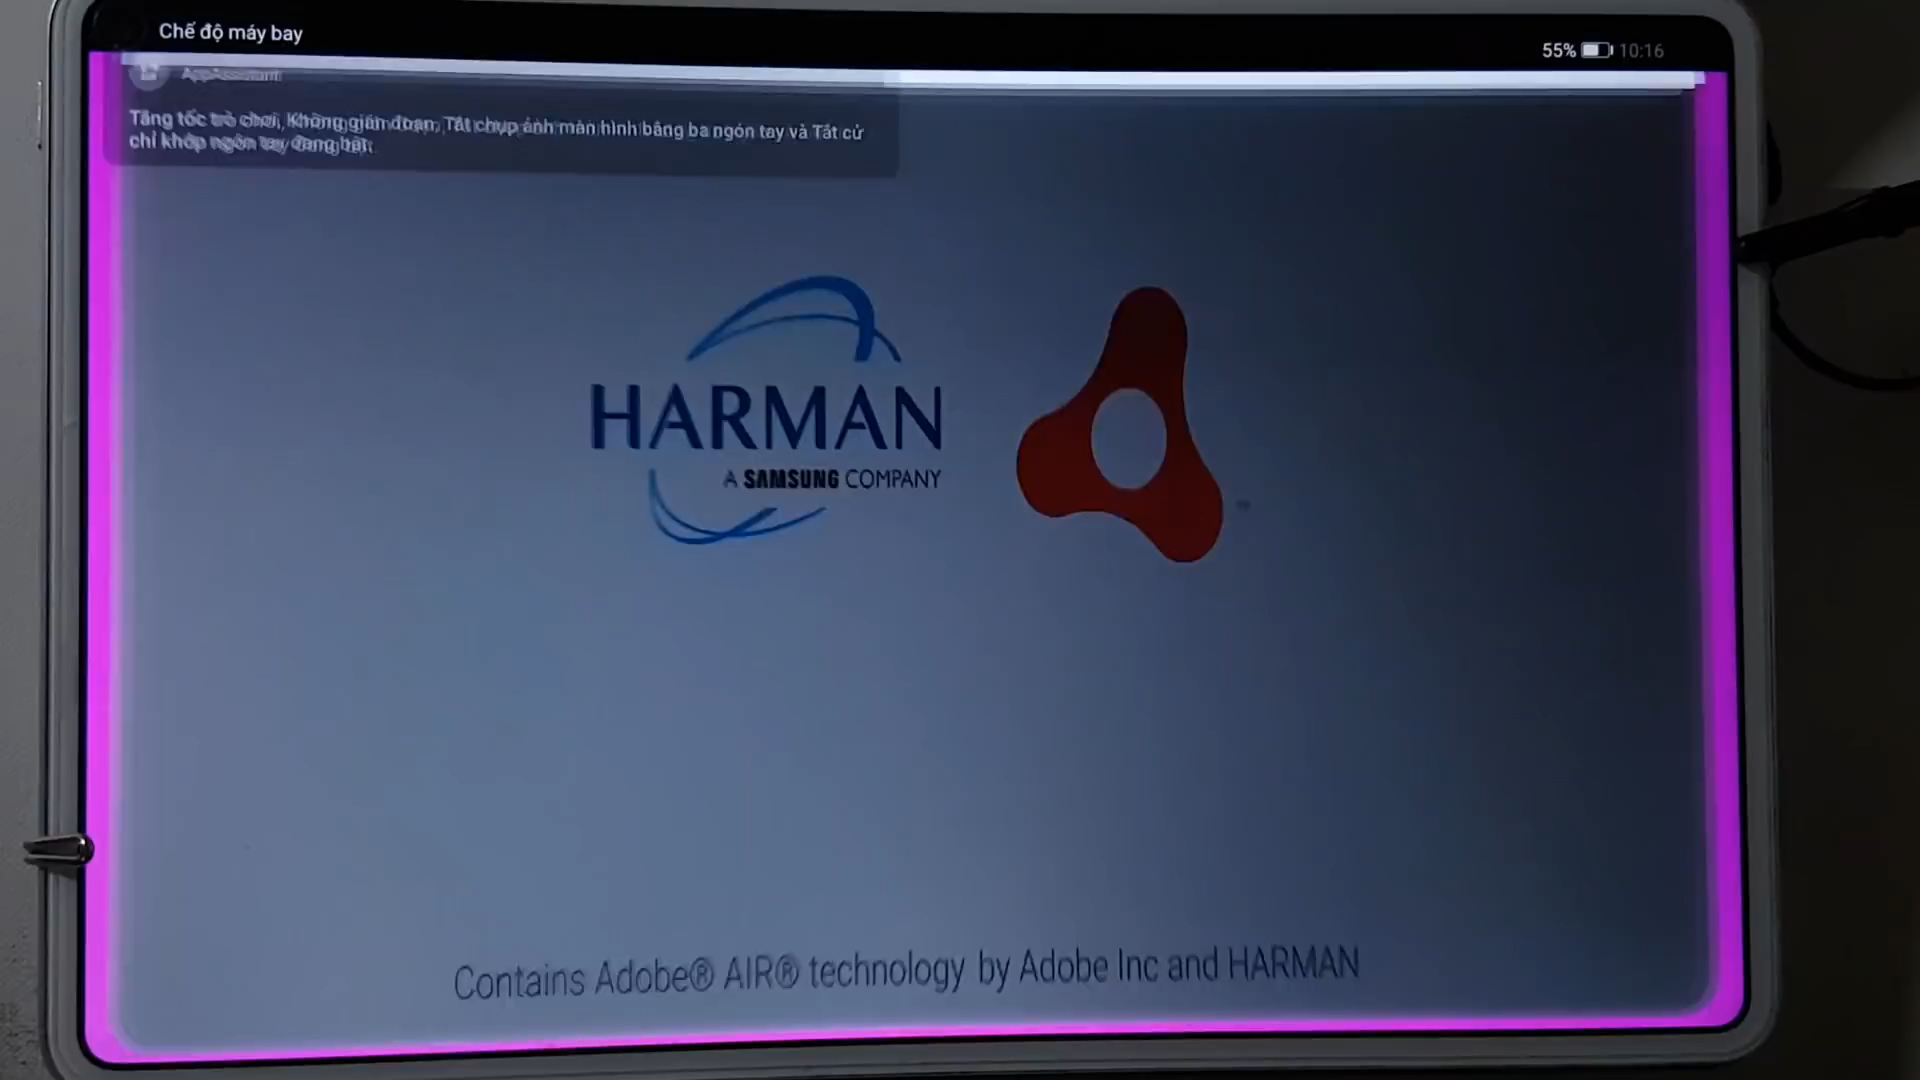 Chế độ máy bay
55% 10:16
AppAssistant
Tăng tốc trò chơi, Không gián đoạn, Tắt chụp ảnh màn hình bằng ba ngón tay và Tắt cử
chỉ khớp ngón tay đang bật.
HARMAN
A SAMSUNG COMPANY
Contains Adobe® AIR® technology by Adobe Inc and HARMAN